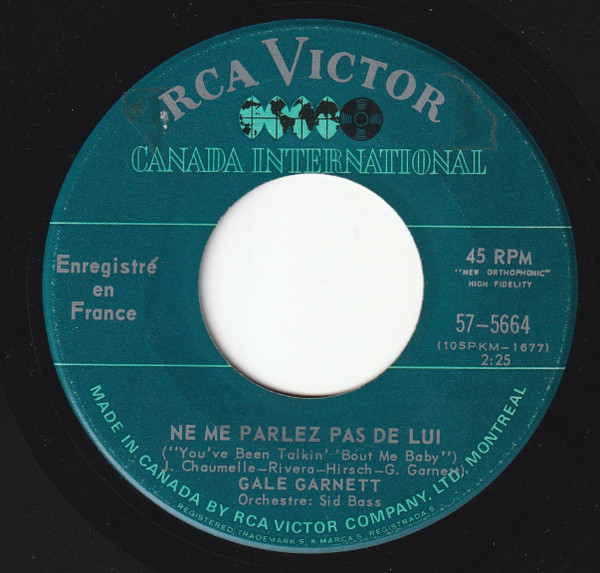 RCA VICTOR
CANADA INTERNATIONAL
Enregistré
en
France
45 RPM
"NEW ORTHOPHONIC"
HIGH FIDELITY
57-5664
(10SPKM-1677)
2:25
NE ME PARLEZ PAS DE LUI
("You've Been Talkin' 'Bout Me Baby")
J. Chaumelle-Rivera-Hirsch-G. Garnett)
GALE GARNETT
Orchestre: Sid Bass
MADE IN CANADA BY RCA VICTOR COMPANY, LTD., MONTREAL
REGISTERED TRADEMARKS & MARCAS REGISTRADAS